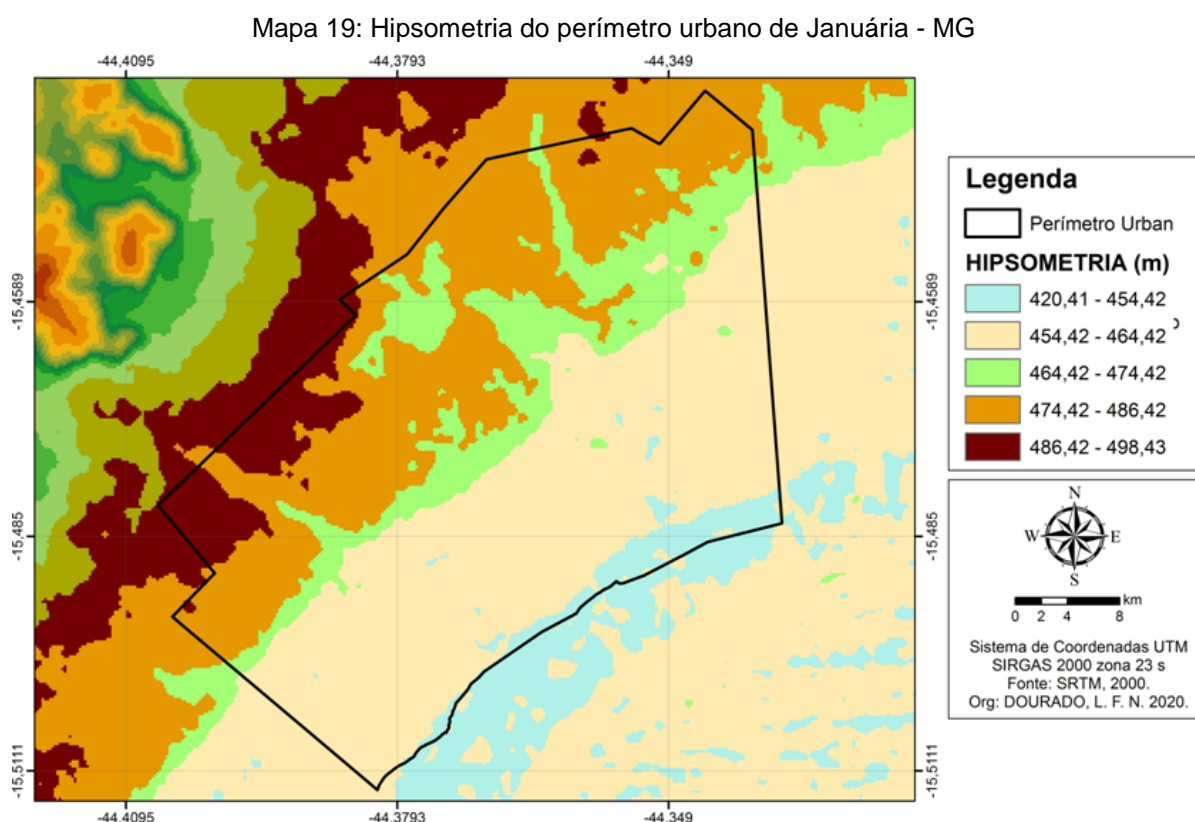 Mapa 19: Hipsometria do perímetro urbano de Januária - MG
-44,4095 -44,3793 -44,349
-15,4589 -15,4589
-15,485 -15,485
-15,5111 -15,5111
-44,4095 -44,3793 -44,349
Legenda
Perímetro Urban
HIPSOMETRIA (m)
420,41 - 454,42
454,42 - 464,42
464,42 - 474,42
474,42 - 486,42
486,42 - 498,43
N
W E
S
km
0 2 4 8
Sistema de Coordenadas UTM
SIRGAS 2000 zona 23 s
Fonte: SRTM, 2000.
Org: DOURADO, L. F. N. 2020.